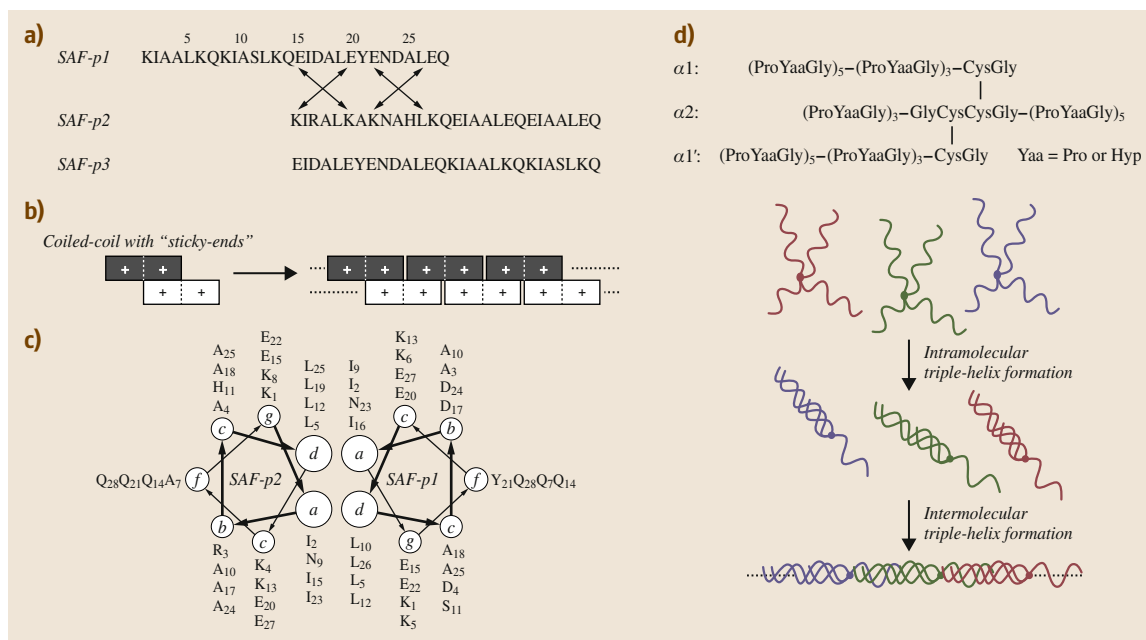 a)
5 10 15 20 25
SAF-p1 KIAALKQKIASLKQEIDALEYENDALEQ
SAF-p2 KIRALKAKNAHLKQEIAALEQEIAALEQ
SAF-p3 EIDALEYENDALEQKIAALKQKIASLKQ
b)
Coiled-coil with “sticky-ends”
+ + + + + + + +
+ + + + + + + +
c)
E22 K13
A25 E15 L25 I9 K6 A10
A18 K8 L19 I2 E27 A3
H11 K1 L12 N23 E20 D24
A4 L5 I16 D17
c g d a c b
Q28Q21Q14A7 f SAF-p2 SAF-p1 f Y21Q28Q7Q14
b c a d g c
R3 K4 I2 L10 E15 A18
A10 K13 N9 L26 E22 A25
A17 E20 I15 L5 K1 D4
A24 E27 I23 L12 K5 S11
d)
α1: (ProYaaGly)5–(ProYaaGly)3–CysGly
α2: (ProYaaGly)3–GlyCysCysGly–(ProYaaGly)5
α1′: (ProYaaGly)5–(ProYaaGly)3–CysGly Yaa = Pro or Hyp
Intramolecular
triple-helix formation
Intermolecular
triple-helix formation